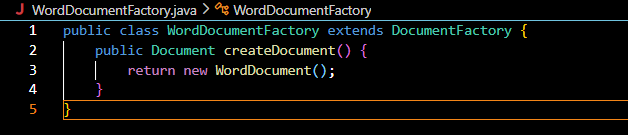 WordDocumentFactory.java > WordDocumentFactory
1 public class WordDocumentFactory extends DocumentFactory {
2     public Document createDocument() {
3         return new WordDocument();
4     }
5 }